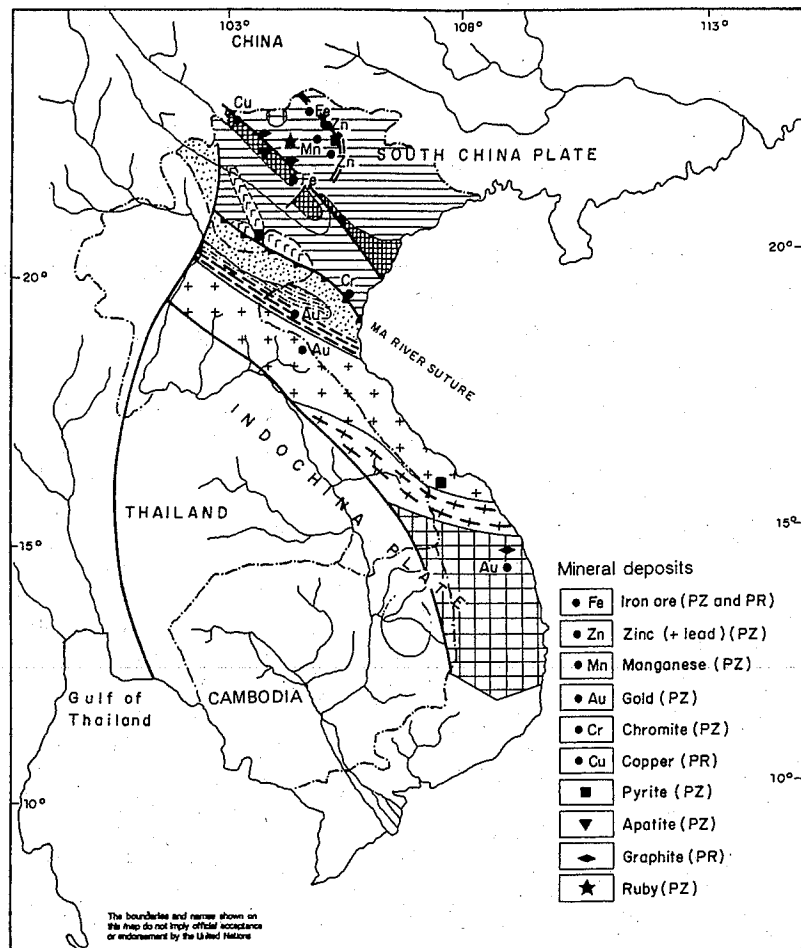 103°
108°
113°
CHINA
Cu
Fe
Zn
Mn
Zn
Fe
SOUTH CHINA PLATE
20°
20°
Cr
Au
Au
MA RIVER SUTURE
INDOCHINA PLATE
THAILAND
15°
15°
Au
Mineral deposits
Fe Iron ore (PZ and PR)
Zn Zinc (+ lead) (PZ)
Mn Manganese (PZ)
Au Gold (PZ)
Cr Chromite (PZ)
Cu Copper (PR)
Pyrite (PZ)
Apatite (PZ)
Graphite (PR)
Ruby (PZ)
Gulf of
Thailand
CAMBODIA
10°
10°
The boundaries and names shown on
this map do not imply official acceptance
or endorsement by the United Nations